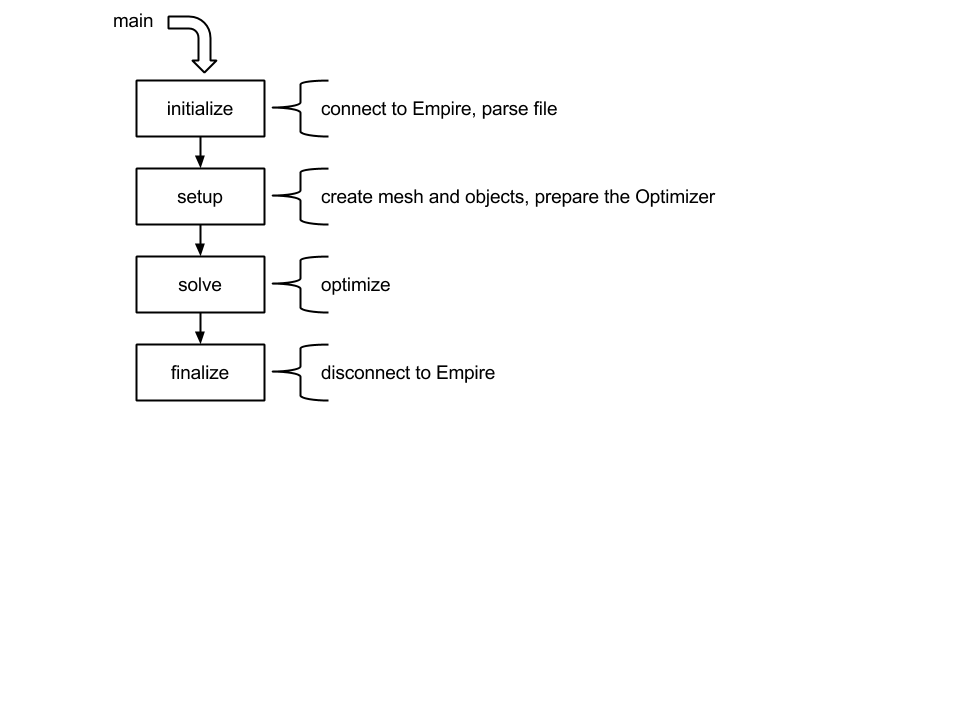 main
initialize
connect to Empire, parse file
setup
create mesh and objects, prepare the Optimizer
solve
optimize
finalize
disconnect to Empire